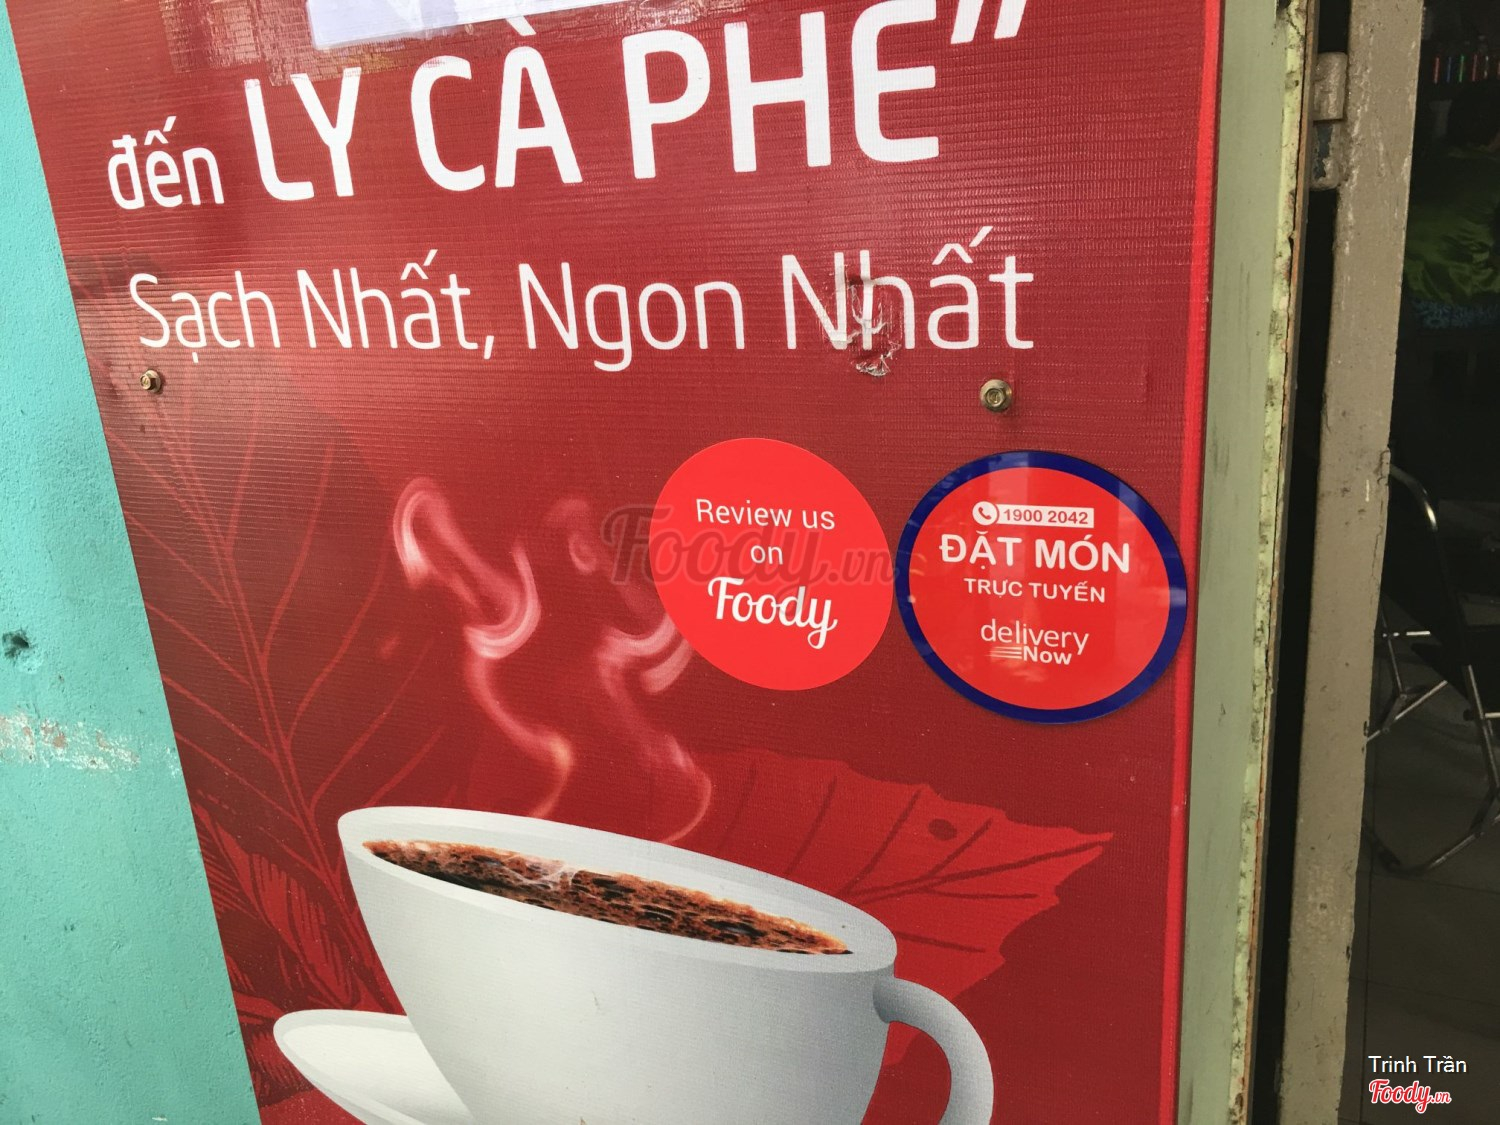 đến LY CÀ PHÊ”
Sạch Nhất, Ngon Nhất
Review us
on
Foody
1900 2042
ĐẶT MÓN
TRỰC TUYẾN
delivery
Now
Foody.vn
Trinh Trần
Foody.vn